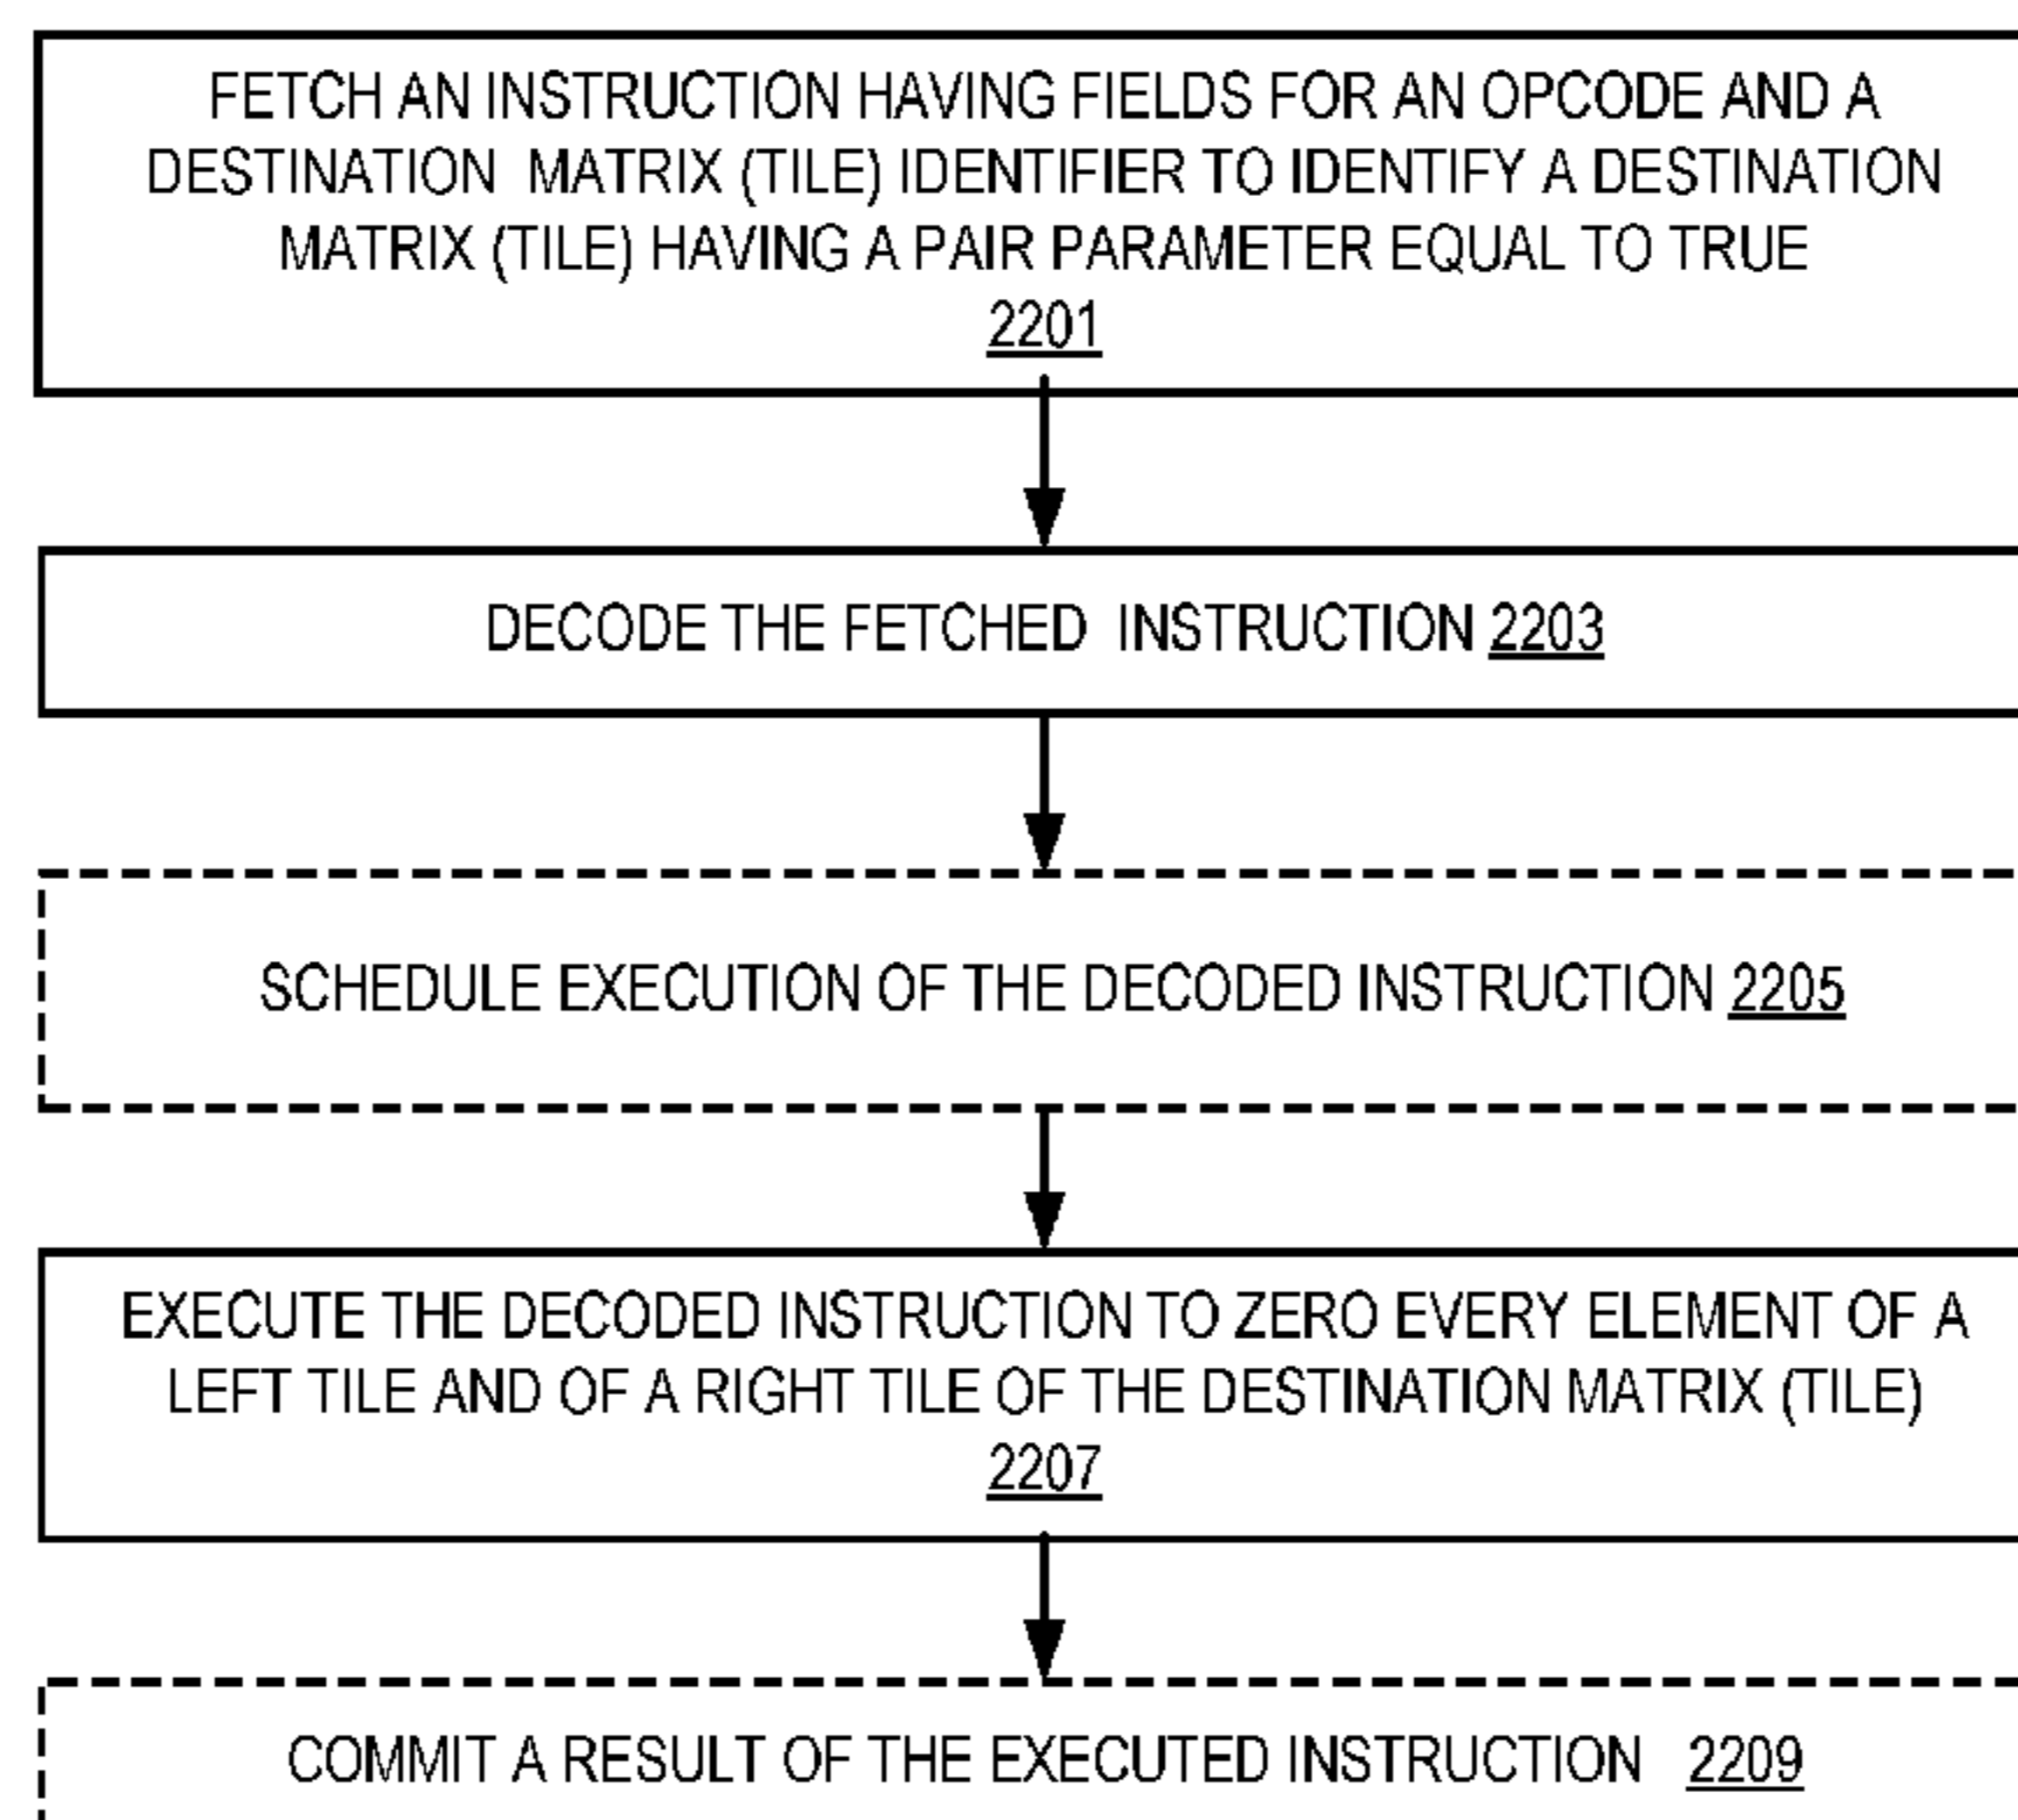 FETCH AN INSTRUCTION HAVING FIELDS FOR AN OPCODE AND A
DESTINATION MATRIX (TILE) IDENTIFIER TO IDENTIFY A DESTINATION
MATRIX (TILE) HAVING A PAIR PARAMETER EQUAL TO TRUE
2201
DECODE THE FETCHED INSTRUCTION 2203
SCHEDULE EXECUTION OF THE DECODED INSTRUCTION 2205
EXECUTE THE DECODED INSTRUCTION TO ZERO EVERY ELEMENT OF A
LEFT TILE AND OF A RIGHT TILE OF THE DESTINATION MATRIX (TILE)
2207
COMMIT A RESULT OF THE EXECUTED INSTRUCTION 2209